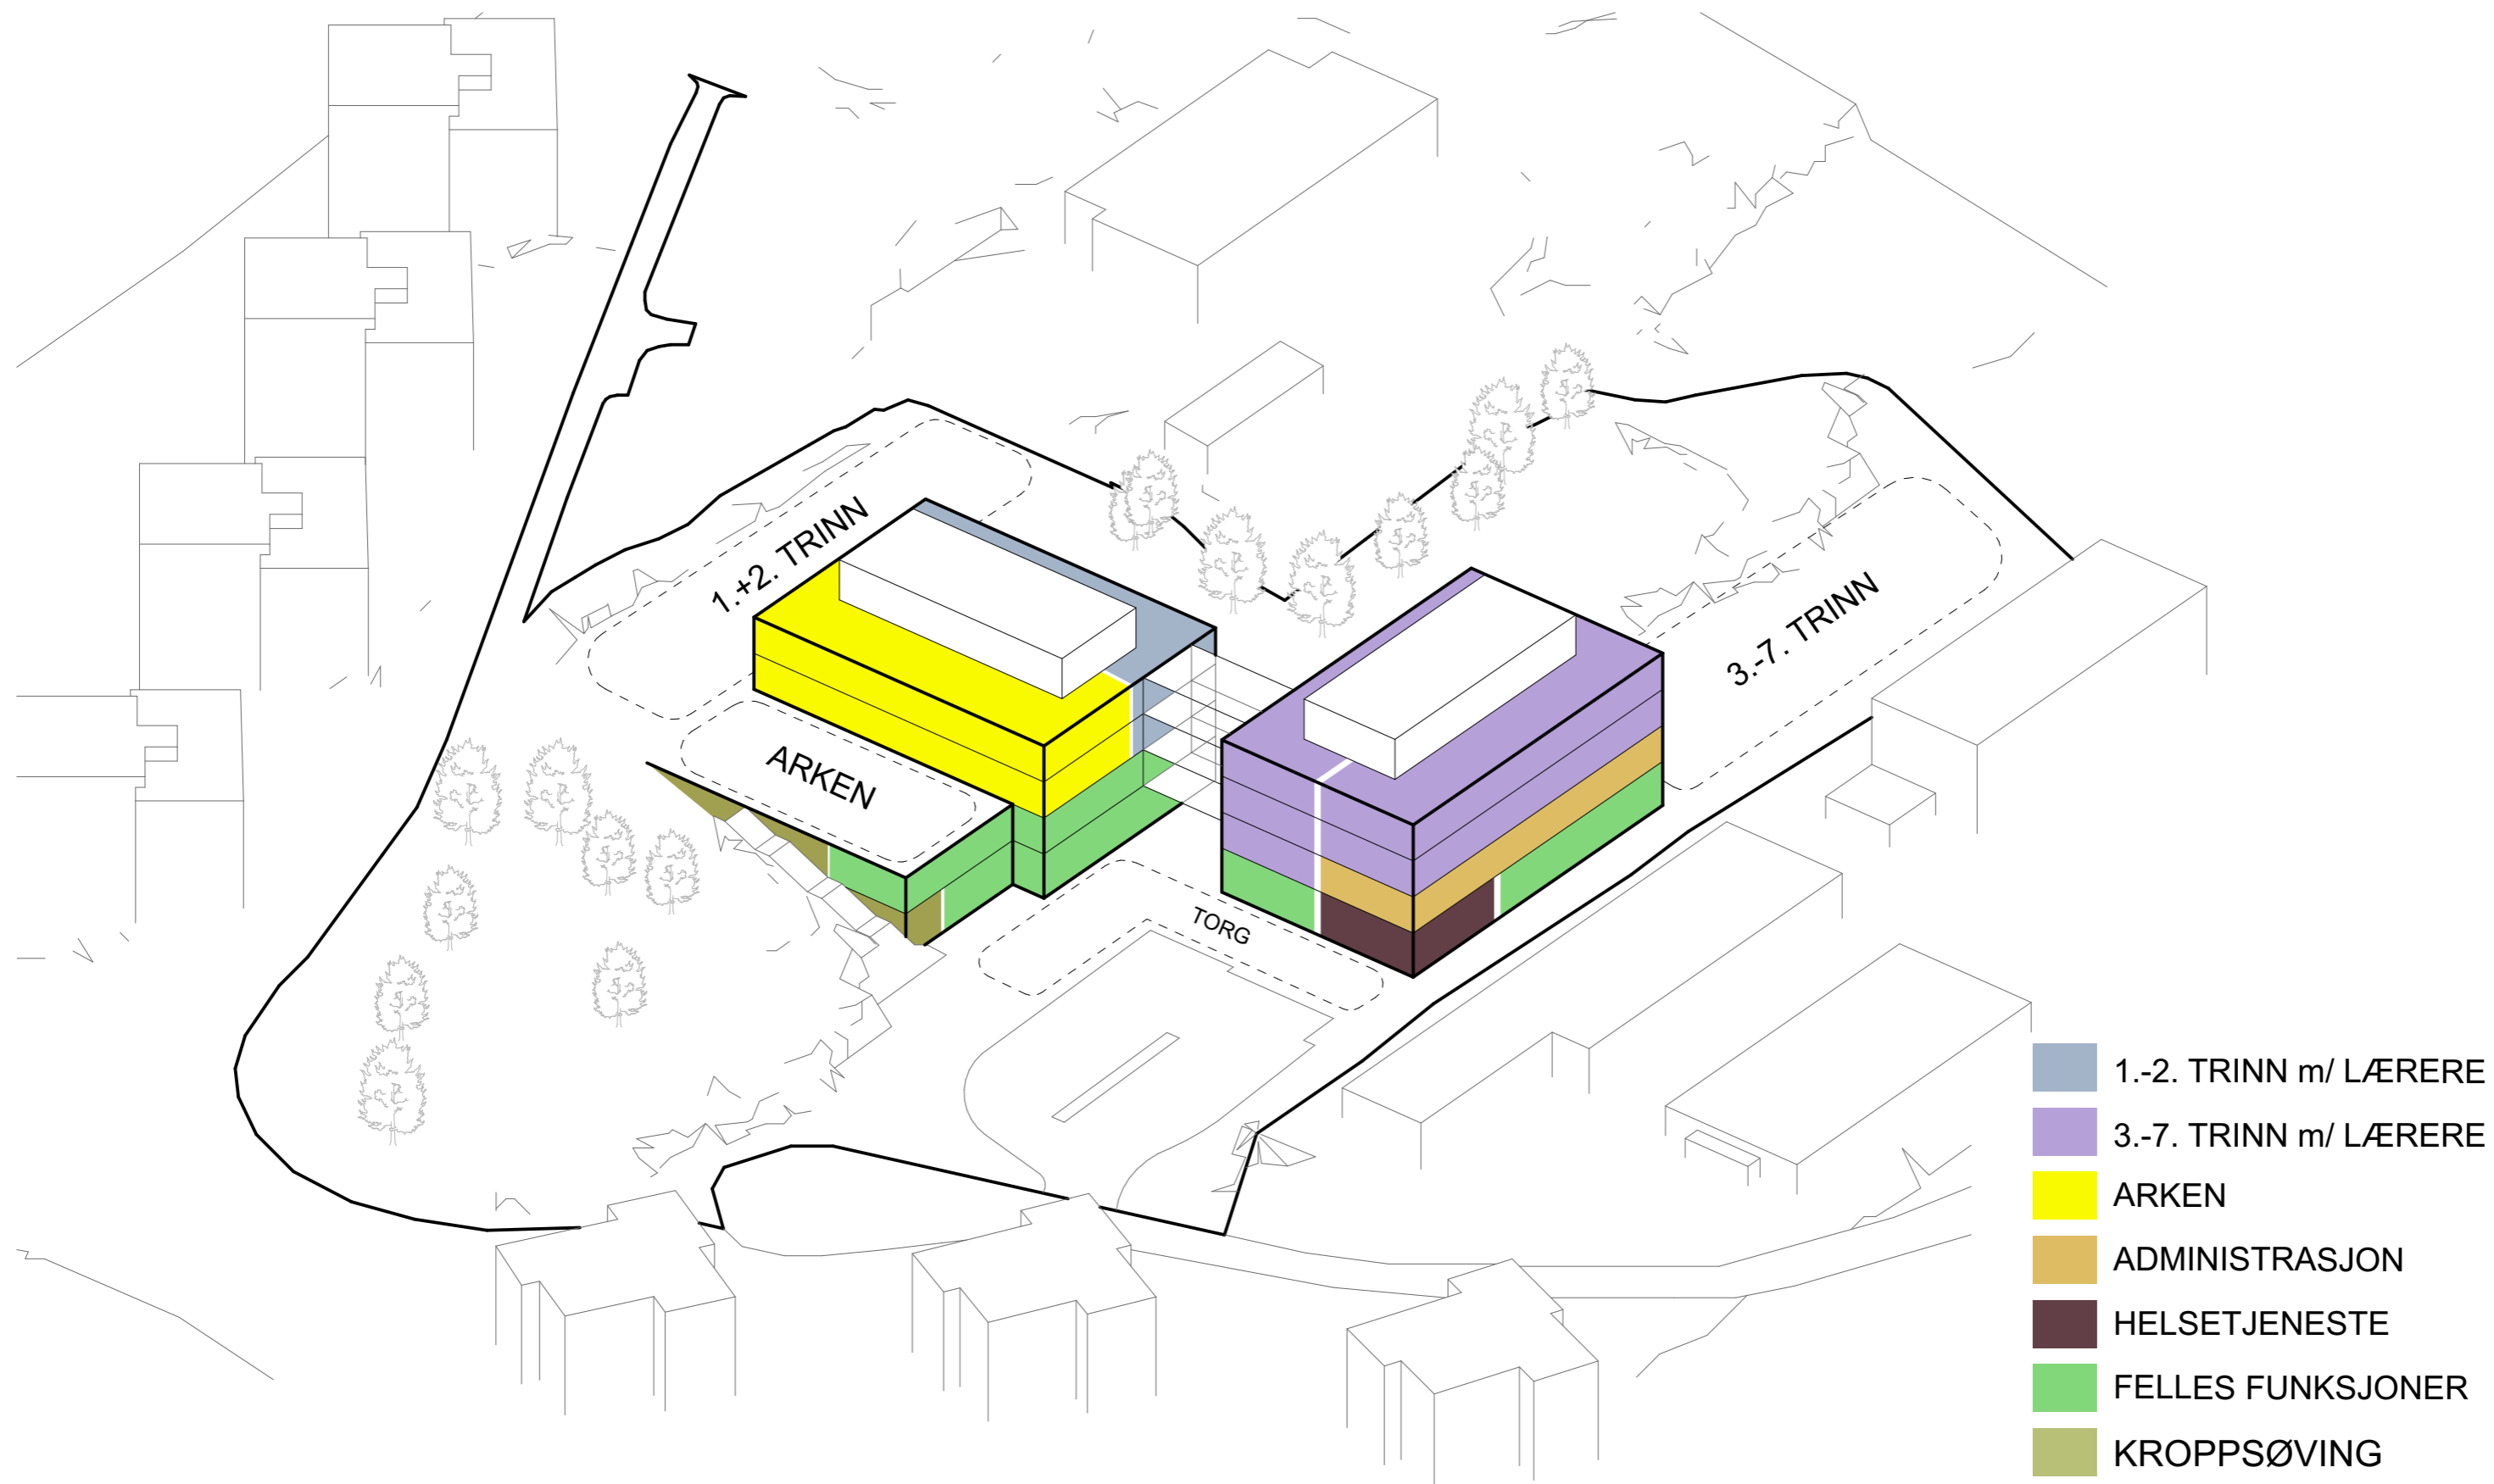 1.+2. TRINN
ARKEN
3.-7. TRINN
TORG
1.-2. TRINN m/ LÆRERE
3.-7. TRINN m/ LÆRERE
ARKEN
ADMINISTRASJON
HELSETJENESTE
FELLES FUNKSJONER
KROPPSØVING